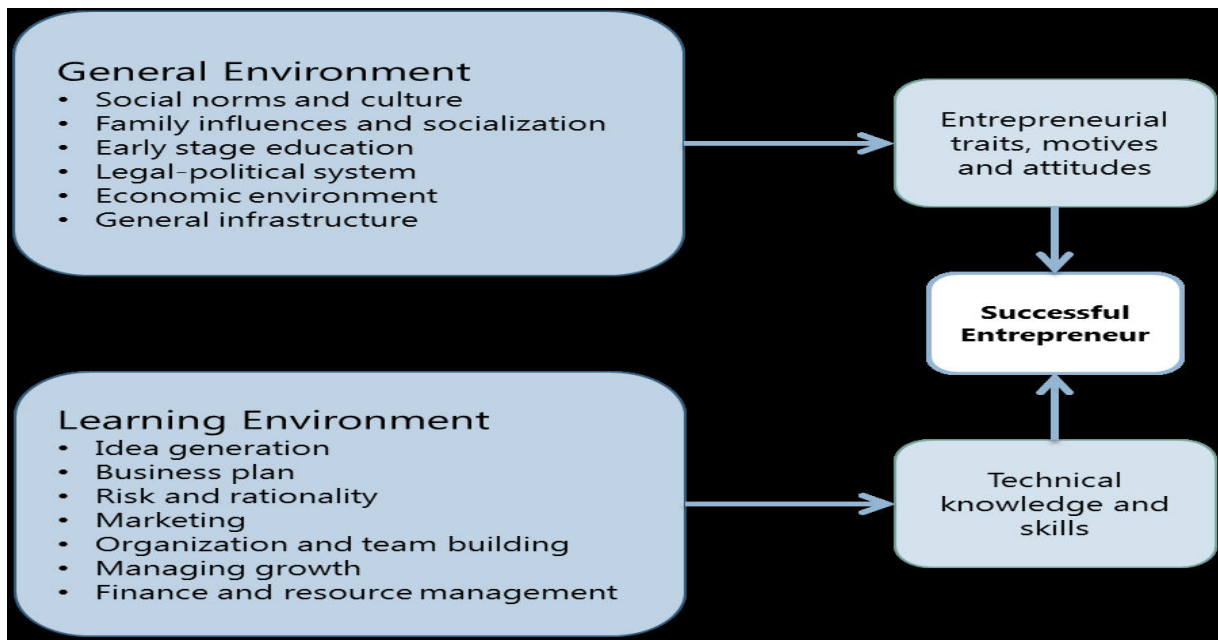 General Environment
• Social norms and culture
• Family influences and socialization
• Early stage education
• Legal-political system
• Economic environment
• General infrastructure
Entrepreneurial
traits, motives
and attitudes
Successful
Entrepreneur
Learning Environment
• Idea generation
• Business plan
• Risk and rationality
• Marketing
• Organization and team building
• Managing growth
• Finance and resource management
Technical
knowledge and
skills